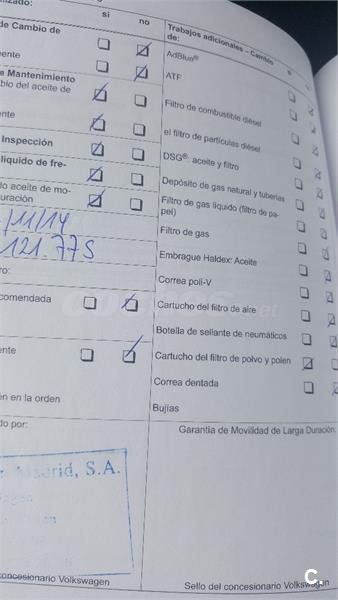 lizado:
si no
de Cambio de
mente
e Mantenimiento
bio del aceite de
ente
Inspección
líquido de fre-
do aceite de mo-
uración
/11/14
121.775
ro:
comendada
ente
én en la orden
do por:
Madrid, S.A.
concesionario Volkswagen
Trabajos adicionales – Cambio
de:
AdBlue®
ATF
Filtro de combustible diésel
el filtro de partículas diésel
DSG®: aceite y filtro
Depósito de gas natural y tuberías
Filtro de gas líquido (filtro de pa-
pel)
Filtro de gas
Embrague Haldex: Aceite
Correa poli-V
Cartucho del filtro de aire
Botella de sellante de neumáticos
Cartucho del filtro de polvo y polen
Correa dentada
Bujías
Garantía de Movilidad de Larga Duración:
Sello del concesionario Volkswagen
C.